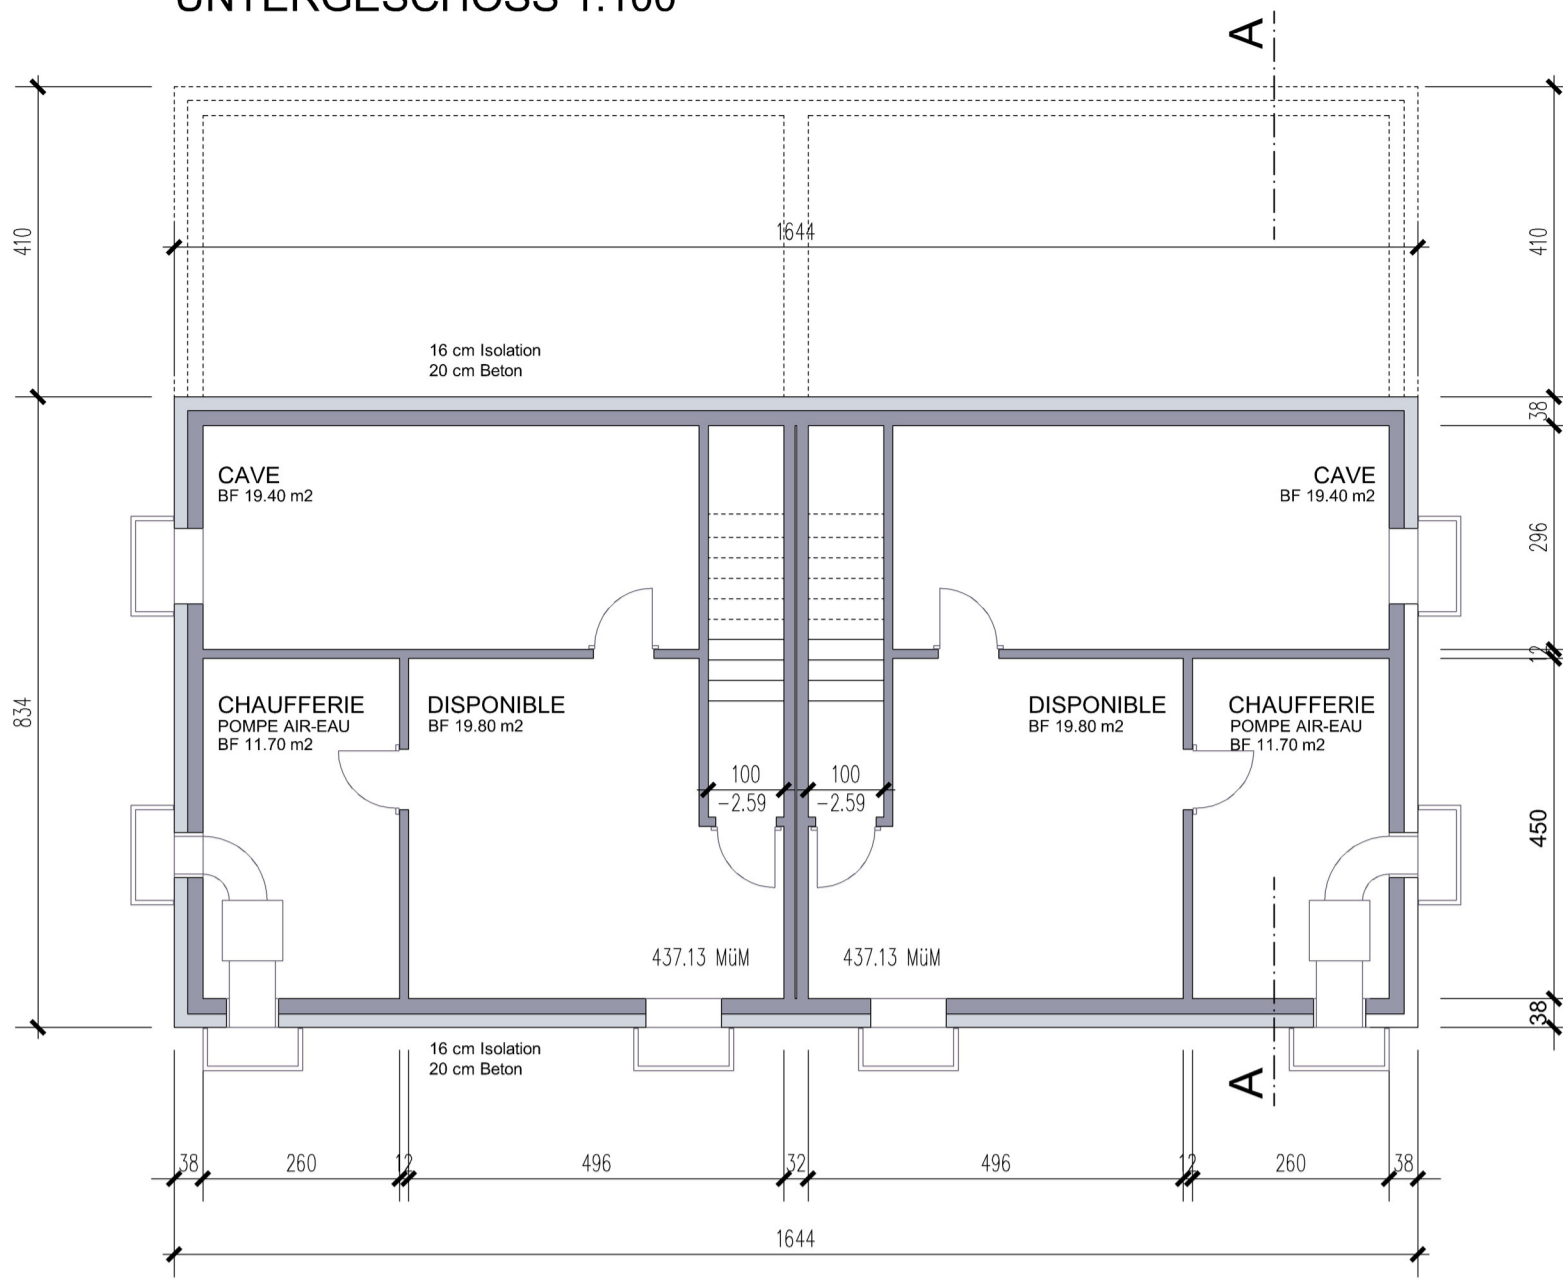 UNTERGESCHOSS 1:100
A
410
410
1644
16 cm Isolation
20 cm Beton
38
CAVE
BF 19.40 m2
CAVE
BF 19.40 m2
296
12
834
CHAUFFERIE
POMPE AIR-EAU
BF 11.70 m2
DISPONIBLE
BF 19.80 m2
DISPONIBLE
BF 19.80 m2
CHAUFFERIE
POMPE AIR-EAU
BF 11.70 m2
100
-2.59
100
-2.59
450
437.13 MüM
437.13 MüM
38
16 cm Isolation
20 cm Beton
A
38 260 12 496 32 496 12 260 38
1644